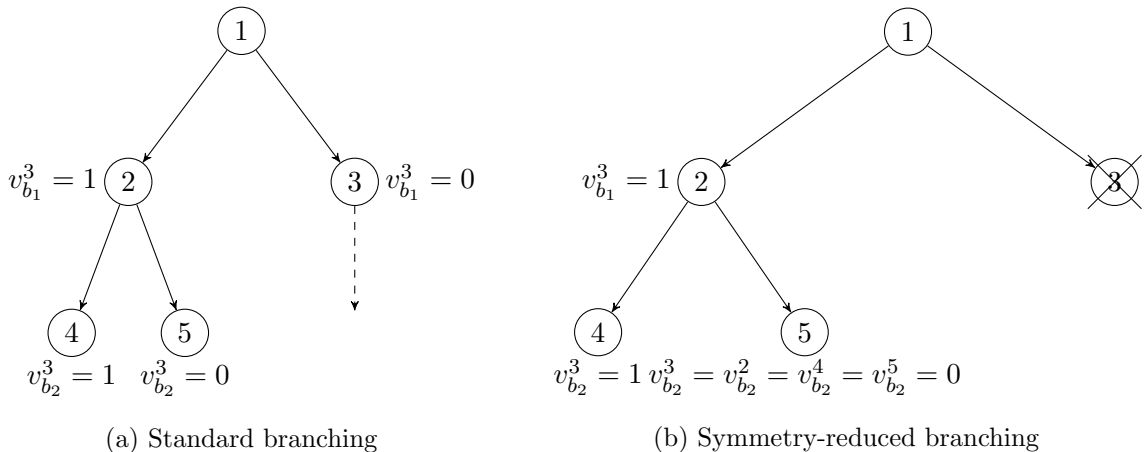 1
1
$v_{b_1}^3 = 1$ 2
3 $v_{b_1}^3 = 0$
$v_{b_1}^3 = 1$ 2
3
4
5
4
5
$v_{b_2}^3 = 1$
$v_{b_2}^3 = 0$
$v_{b_2}^3 = 1$
$v_{b_2}^3 = v_{b_2}^2 = v_{b_2}^4 = v_{b_2}^5 = 0$
(a) Standard branching
(b) Symmetry-reduced branching